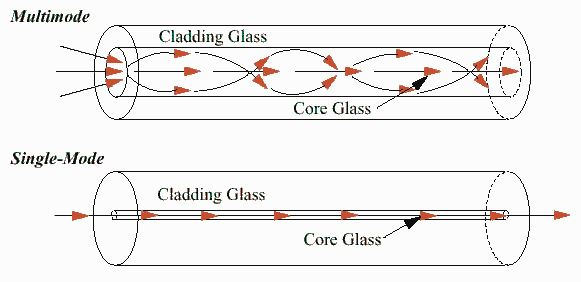 Multimode
Cladding Glass
Core Glass
Single-Mode
Cladding Glass
Core Glass